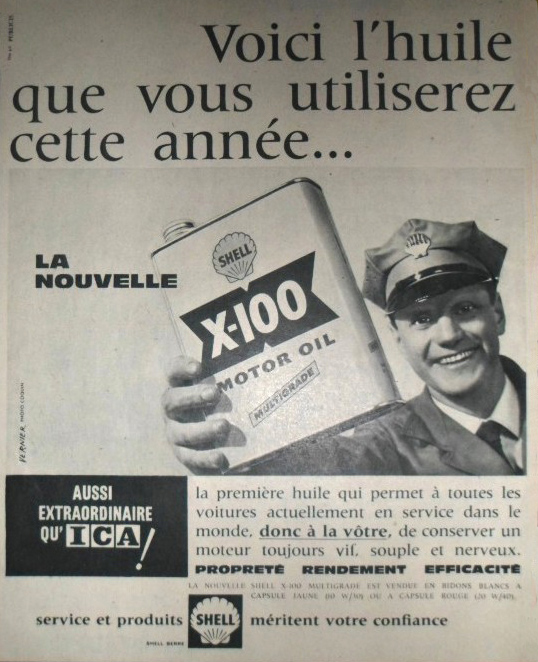 Voici l'huile
que vous utiliserez
cette année...
LA
NOUVELLE
SHELL
X-100
MOTOR OIL
MULTIGRADE
PHOTO COQUIN
AUSSI
EXTRAORDINAIRE
QU'ICA!
la première huile qui permet à toutes les
voitures actuellement en service dans le
monde, donc à la vôtre, de conserver un
moteur toujours vif, souple et nerveux.
PROPRETÉ RENDEMENT EFFICACITÉ
LA NOUVELLE SHELL X-100 MULTIGRADE EST VENDUE EN BIDONS BLANCS A
CAPSULE JAUNE (10 W/30) OU A CAPSULE ROUGE (20 W/40).
service et produits SHELL méritent votre confiance
SHELL BERRE